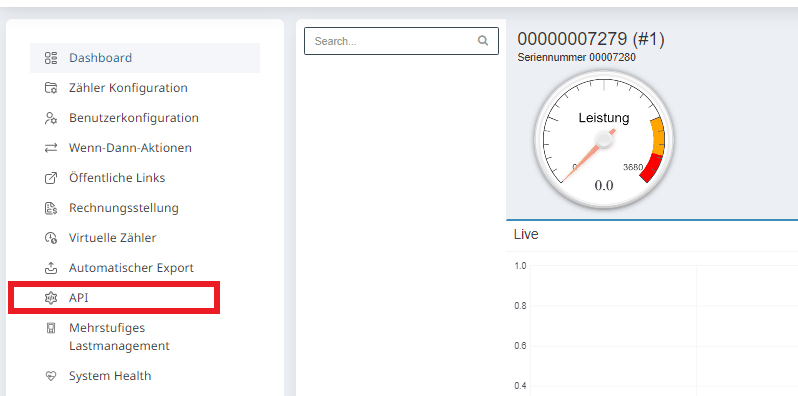 Dashboard
Zähler Konfiguration
Benutzerkonfiguration
Wenn-Dann-Aktionen
Öffentliche Links
Rechnungsstellung
Virtuelle Zähler
Automatischer Export
API
Mehrstufiges
Lastmanagement
System Health
Search...
00000007279 (#1)
Seriennummer 00007280
Leistung
0
3680
0.0
Live
1.0
0.8
0.6
0.4